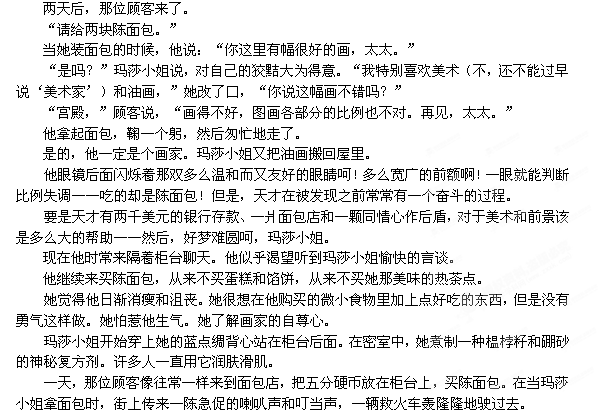 两天后，那位顾客来了。
“请给两块陈面包。”
当她装面包的时候，他说：“你这里有幅很好的画，太太。”
“是吗？”玛莎小姐说，对自己的狡黠大为得意。“我特别喜欢美术（不，还不能过早
说‘美术家’）和油画，”她改了口，“你说这幅画不错吗？”
“宫殿，”顾客说，“画得不好，图画各部分的比例也不对。再见，太太。”
他拿起面包，鞠一个躬，然后匆忙地走了。
是的，他一定是个画家。玛莎小姐又把油画搬回屋里。
他眼镜后面闪烁着那双多么温和而又友好的眼睛呵！多么宽广的前额啊！一眼就能判断
比例失调——吃的却是陈面包！但是，天才在被发现之前常常有一个奋斗的过程。
要是天才有两千美元的银行存款、一爿面包店和一颗同情心作后盾，对于美术和前景该
是多么大的帮助——然后，好梦难圆呵，玛莎小姐。
现在他时常来隔着柜台聊天。他似乎渴望听到玛莎小姐愉快的言谈。
他继续来买陈面包，从来不买蛋糕和馅饼，从来不买她那美味的热茶点。
她觉得他日渐消瘦和沮丧。她很想在他购买的微小食物里加上点好吃的东西，但是没有
勇气这样做。她怕惹他生气。她了解画家的自尊心。
玛莎小姐开始穿上她的蓝点绸背心站在柜台后面。在密室中，她煮制一种榅桲籽和硼砂
的神秘复方剂。许多人一直用它润肤滑肌。
一天，那位顾客像往常一样来到面包店，把五分硬币放在柜台上，买陈面包。在当玛莎
小姐拿面包时，街上传来一陈急促的喇叭声和叮当声，一辆救火车轰隆隆地驶过去。